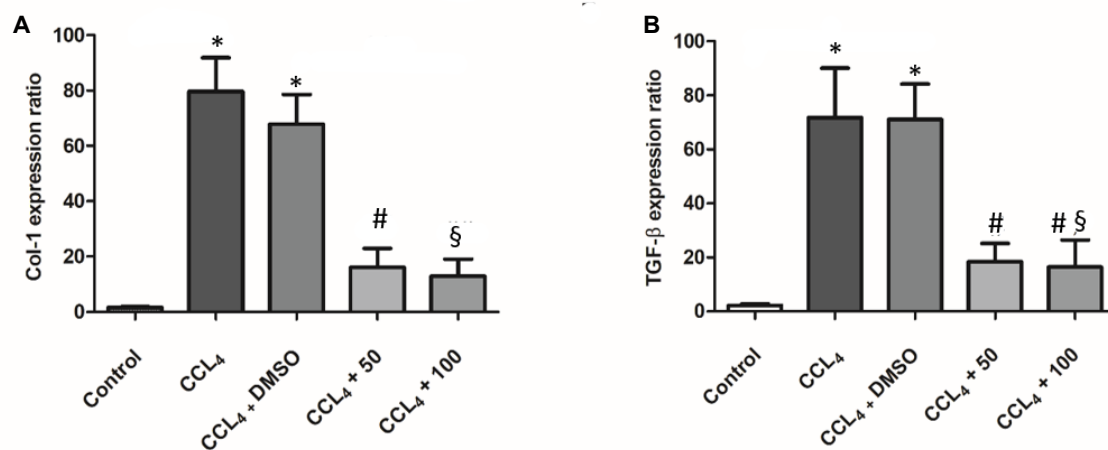 A
Col-1 expression ratio
100
80
60
40
20
0
*
*
#
§
Control
CCL₄
CCL₄ + DMSO
CCL₄ + 50
CCL₄ + 100
B
TGF-β expression ratio
100
80
60
40
20
0
*
*
#
# §
Control
CCL₄
CCL₄ + DMSO
CCL₄ + 50
CCL₄ + 100